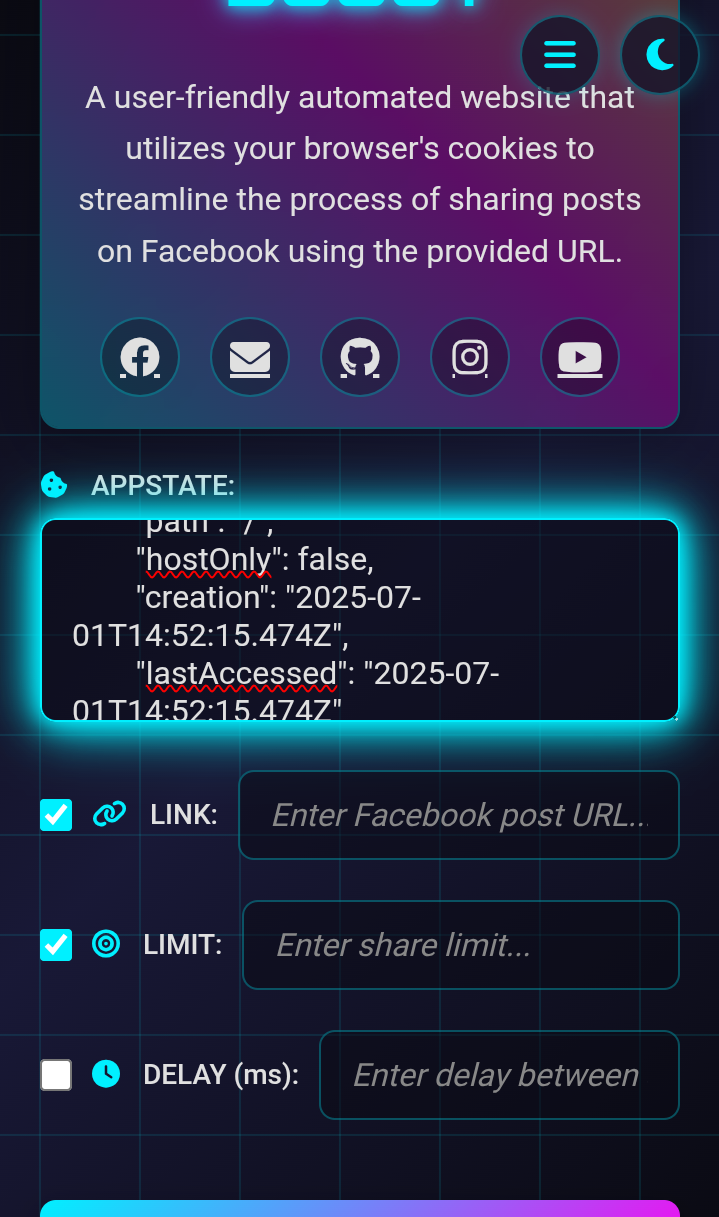 A user-friendly automated website that
utilizes your browser's cookies to
streamline the process of sharing posts
on Facebook using the provided URL.
APPSTATE:
"path": "/",
"hostOnly": false,
"creation": "2025-07-
01T14:52:15.474Z",
"lastAccessed": "2025-07-
01T14:52:15.474Z"
LINK:
Enter Facebook post URL...
LIMIT:
Enter share limit...
DELAY (ms):
Enter delay between